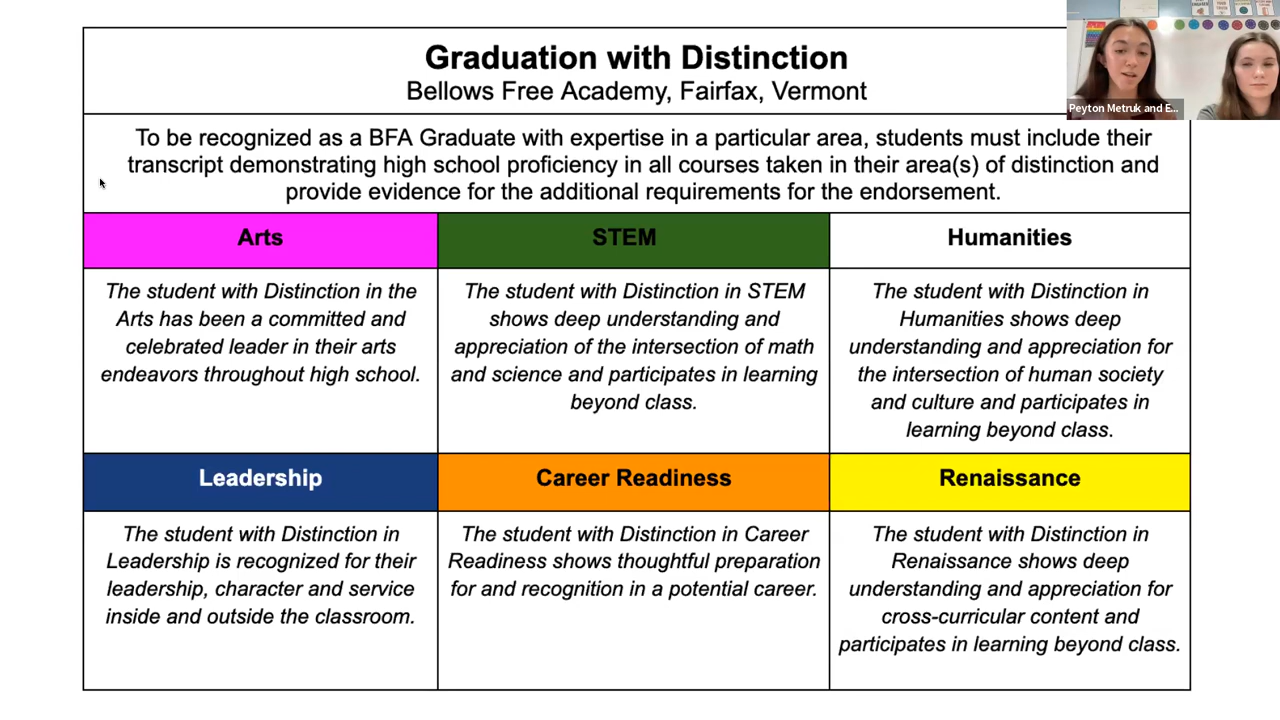 Graduation with Distinction
Bellows Free Academy, Fairfax, Vermont
Peyton Metruk and E...
To be recognized as a BFA Graduate with expertise in a particular area, students must include their
transcript demonstrating high school proficiency in all courses taken in their area(s) of distinction and
provide evidence for the additional requirements for the endorsement.
Arts
The student with Distinction in the
Arts has been a committed and
celebrated leader in their arts
endeavors throughout high school.
STEM
The student with Distinction in STEM
shows deep understanding and
appreciation of the intersection of math
and science and participates in learning
beyond class.
Humanities
The student with Distinction in
Humanities shows deep
understanding and appreciation for
the intersection of human society
and culture and participates in
learning beyond class.
Leadership
The student with Distinction in
Leadership is recognized for their
leadership, character and service
inside and outside the classroom.
Career Readiness
The student with Distinction in Career
Readiness shows thoughtful preparation
for and recognition in a potential career.
Renaissance
The student with Distinction in
Renaissance shows deep
understanding and appreciation for
cross-curricular content and
participates in learning beyond class.